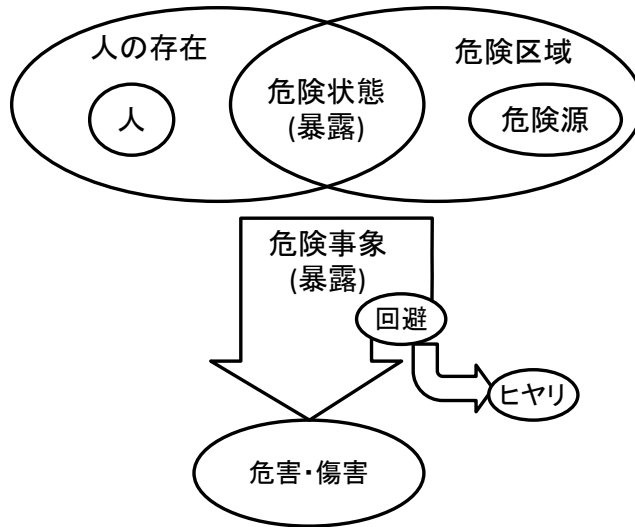 人の存在
危険区域
人
危険状態
(暴露)
危険源
危険事象
(暴露)
回避
ヒヤリ
危害・傷害